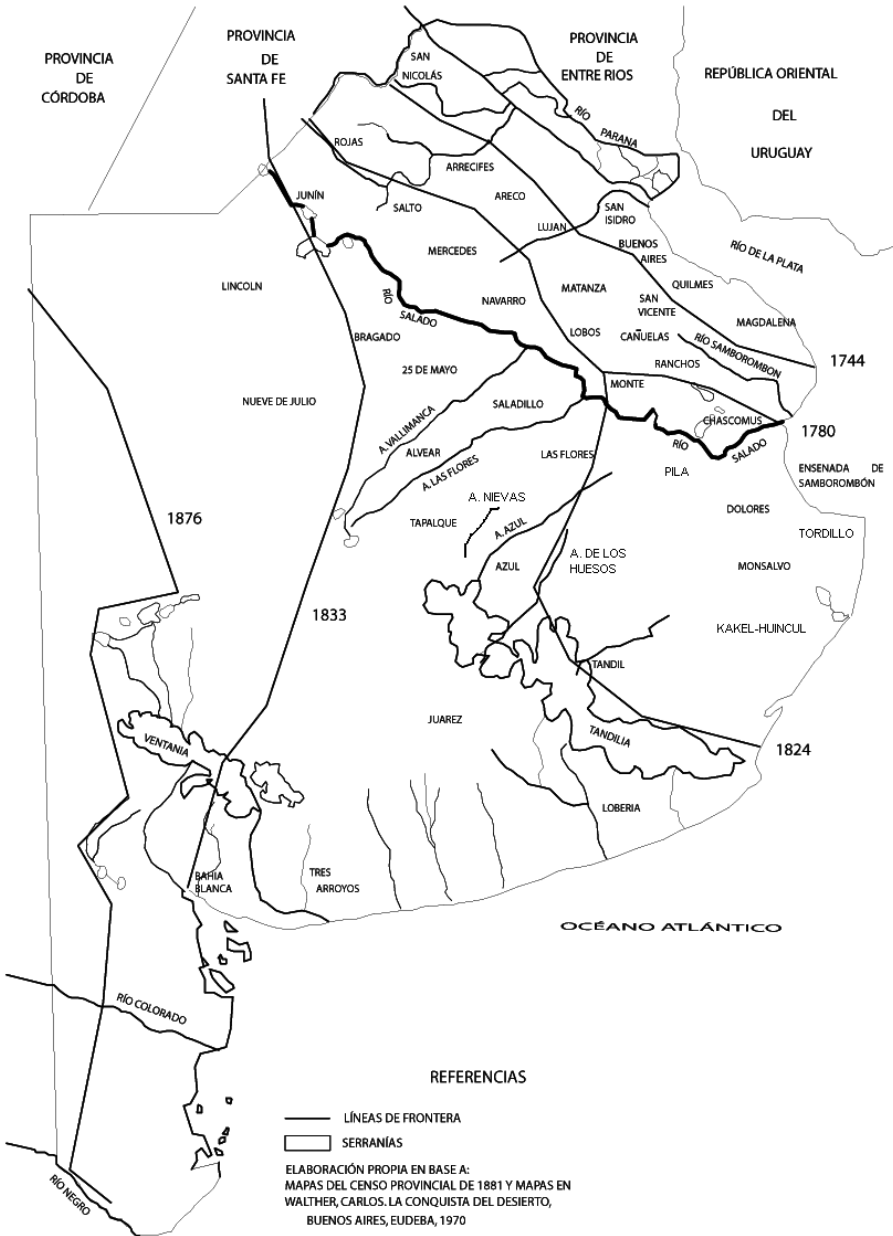 PROVINCIA
DE
CÓRDOBA
PROVINCIA
DE
SANTA FE
PROVINCIA
DE
ENTRE RIOS
REPÚBLICA ORIENTAL
DEL
URUGUAY
SAN
NICOLÁS
RÍO
PARANA
ROJAS
ARRECIFES
JUNÍN
SALTO
ARECO
SAN
ISIDRO
LUJAN
BUENOS
AIRES
RÍO DE LA PLATA
MERCEDES
LINCOLN
RÍO
SALADO
NAVARRO
MATANZA
QUILMES
SAN
VICENTE
MAGDALENA
BRAGADO
LOBOS
CAÑUELAS
RÍO SAMBOROMBON
1744
25 DE MAYO
RANCHOS
MONTE
NUEVE DE JULIO
A. VALLIMANCA
SALADILLO
CHASCOMUS
1780
RÍO
SALADO
ALVEAR
A. LAS FLORES
LAS FLORES
PILA
ENSENADA DE
SAMBOROMBÓN
A. NIEVAS
DOLORES
1876
TAPALQUE
A. AZUL
TORDILLO
A. DE LOS
HUESOS
AZUL
MONSALVO
1833
KAKEL-HUINCUL
TANDIL
JUAREZ
VENTANIA
TANDILIA
1824
LOBERIA
BAHIA
BLANCA
TRES
ARROYOS
OCÉANO ATLÁNTICO
RÍO COLORADO
REFERENCIAS
LÍNEAS DE FRONTERA
SERRANÍAS
ELABORACIÓN PROPIA EN BASE A:
MAPAS DEL CENSO PROVINCIAL DE 1881 Y MAPAS EN
WALTHER, CARLOS. LA CONQUISTA DEL DESIERTO,
BUENOS AIRES, EUDEBA, 1970
RÍO NEGRO